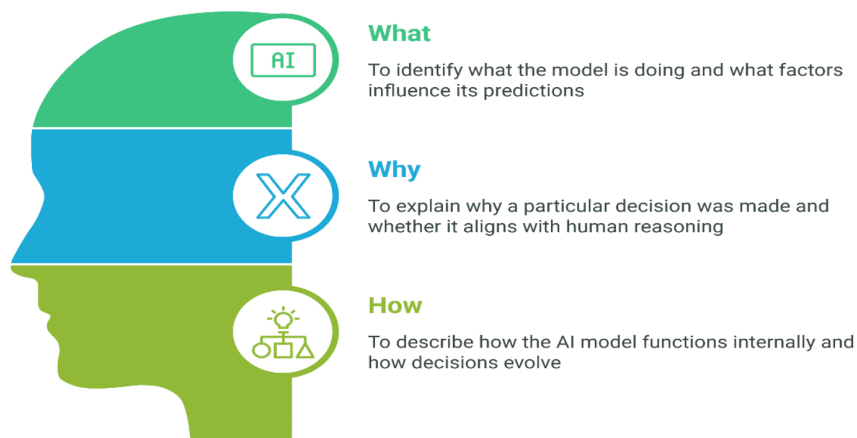 AI
What
To identify what the model is doing and what factors
influence its predictions
X
Why
To explain why a particular decision was made and
whether it aligns with human reasoning
How
To describe how the AI model functions internally and
how decisions evolve